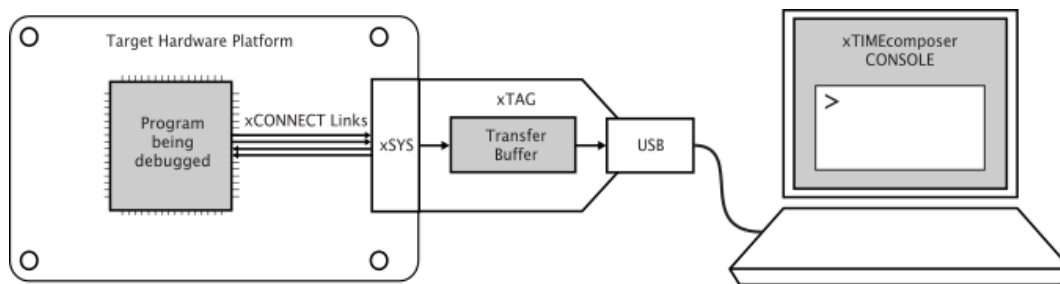 Target Hardware Platform
Program
being
debugged
xCONNECT Links
xSYS
xTAG
Transfer
Buffer
USB
xTIMEcomposer
CONSOLE
>